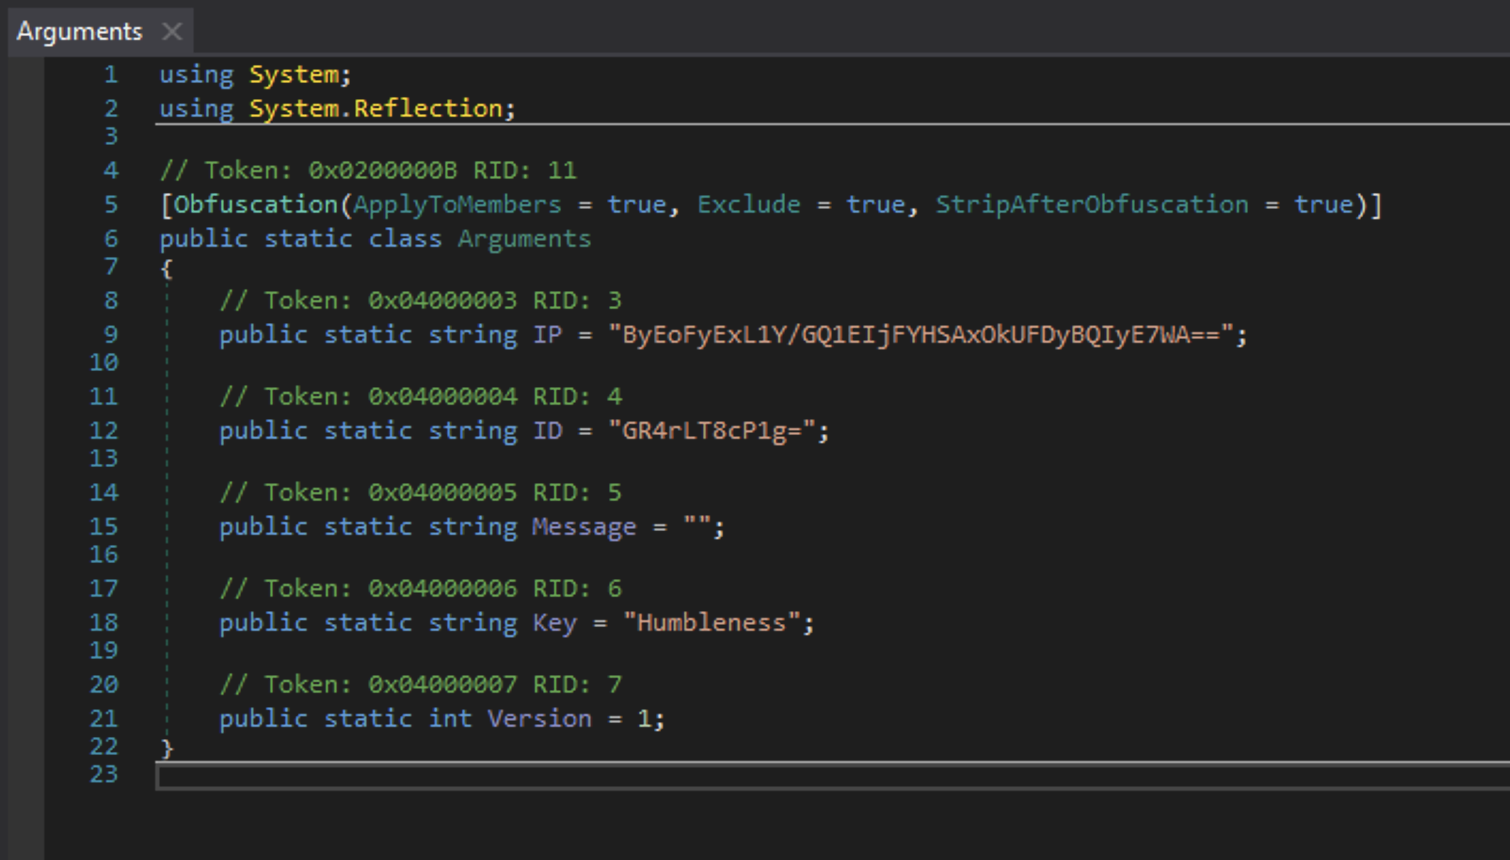 Arguments
1 using System;
2 using System.Reflection;
3
4 // Token: 0x0200000B RID: 11
5 [Obfuscation(ApplyToMembers = true, Exclude = true, StripAfterObfuscation = true)]
6 public static class Arguments
7 {
8 // Token: 0x04000003 RID: 3
9 public static string IP = "ByEoFyExL1Y/GQ1EIjFYHSAxOkUFDyBQIyE7WA==";
10
11 // Token: 0x04000004 RID: 4
12 public static string ID = "GR4rLT8cP1g=";
13
14 // Token: 0x04000005 RID: 5
15 public static string Message = "";
16
17 // Token: 0x04000006 RID: 6
18 public static string Key = "Humbleness";
19
20 // Token: 0x04000007 RID: 7
21 public static int Version = 1;
22 }
23